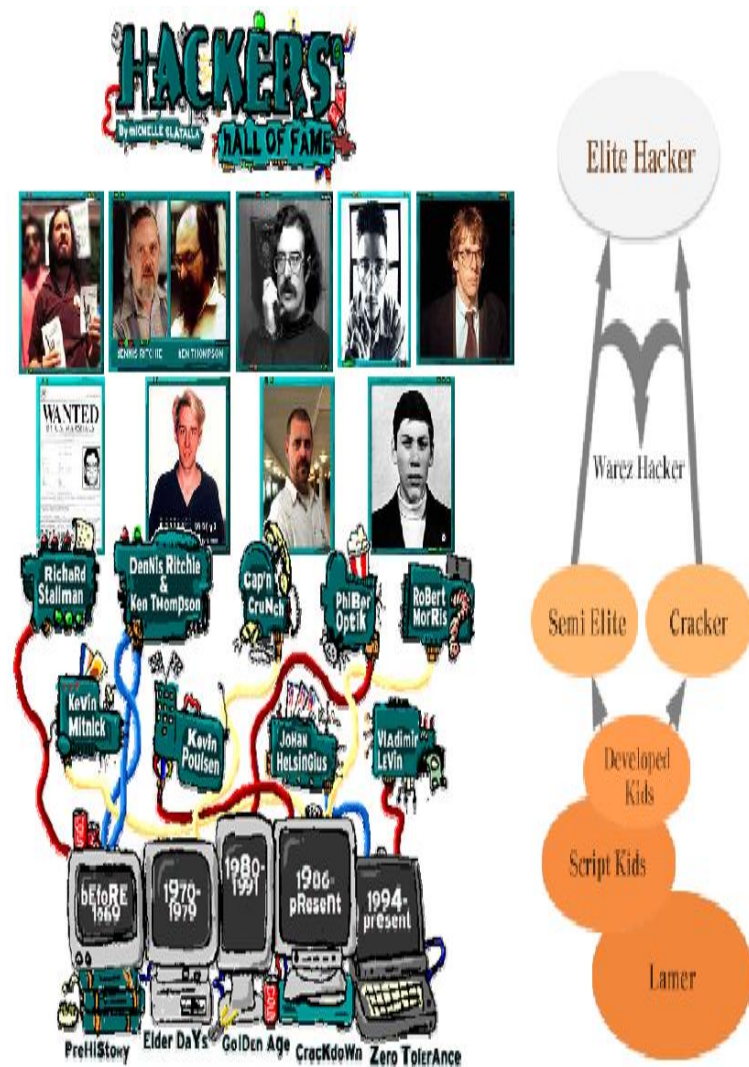 HACKERS'
By MICHELLE SLATALLA
HALL OF FAME
DENNIS RITCHIE KEN THOMPSON
WANTED
BY U.S. MARSHALS
RicHaRD
Stallman
DenNis Ritchie
&
Ken Thompson
Cap'n
CruNch
PhiBer
Optik
RoBert
MorRis
Kevin
Mitnick
Kevin
Poulsen
JoHan
HelsingIus
VlaDimir
LeVin
bEfoRE
1969
1970-
1979
1980-
1991
1986-
pResent
1994-
present
PreHIStory
Elder DaYs
GolDen Age
CracKdoWn
Zero TolerAnce
Elite Hacker
Warez Hacker
Semi Elite
Cracker
Developed
Kids
Script Kids
Lamer